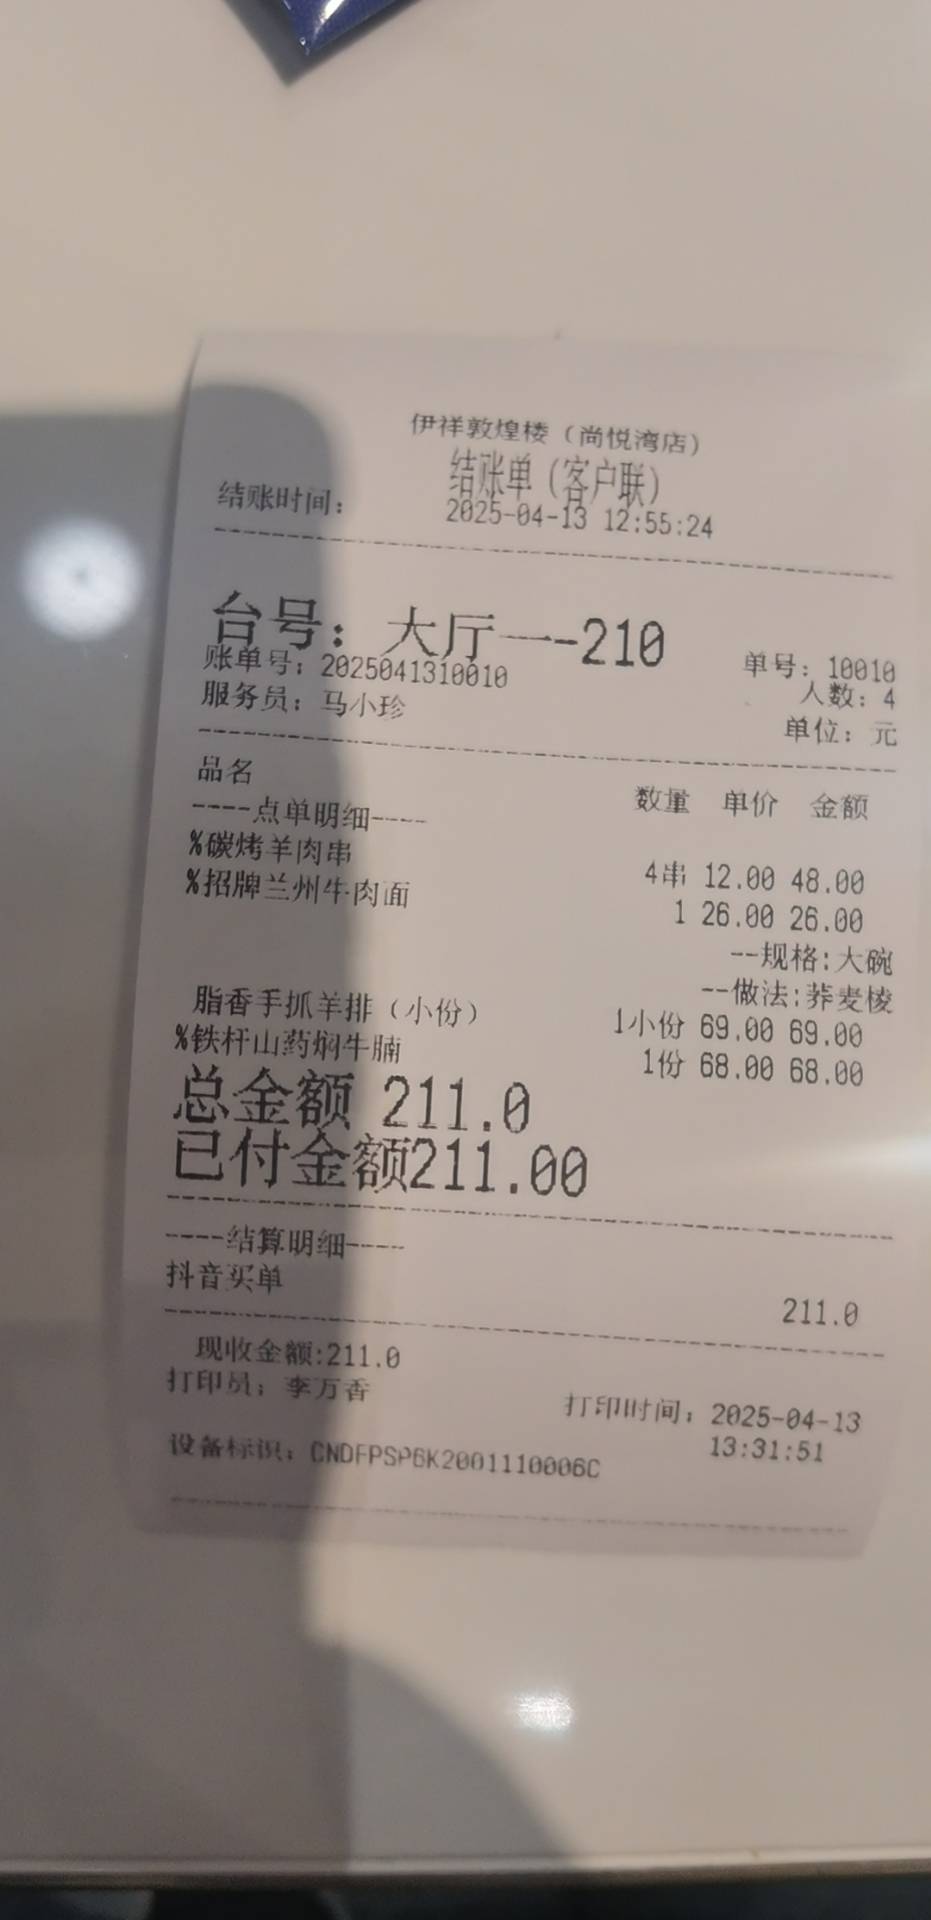 伊祥敦煌楼（尚悦湾店）
结账单（客户联）
结账时间： 2025-04-13 12:55:24
台号：大厅一-210
账单号：2025041310010 单号：10010
服务员：马小珍 人数：4
单位：元
品名 数量 单价 金额
----点单明细----
%碳烤羊肉串 4串 12.00 48.00
%招牌兰州牛肉面 1 26.00 26.00
--规格:大碗
--做法:荞麦棱
脂香手抓羊排（小份） 1小份 69.00 69.00
%铁杆山药焖牛腩 1份 68.00 68.00
总金额 211.0
已付金额211.00
----结算明细----
抖音买单 211.0
现收金额:211.0
打印员：李万香 打印时间：2025-04-13
13:31:51
设备标识：CNDFPSP6K2001110006C